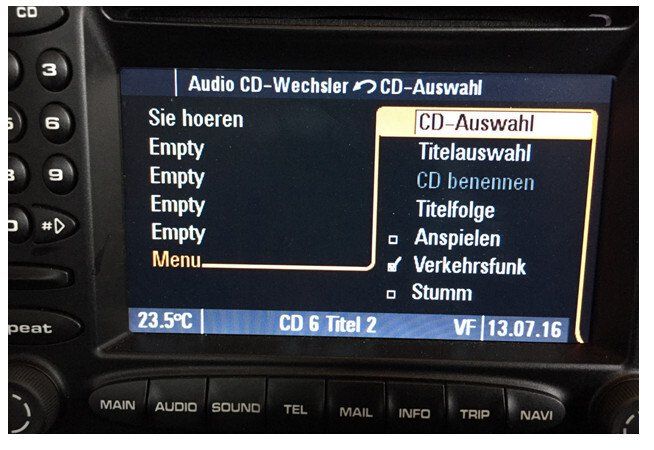 CD
3
6
9
#
peat
Audio CD-Wechsler CD-Auswahl
Sie hoeren
Empty
Empty
Empty
Empty
Menu
CD-Auswahl
Titelauswahl
CD benennen
Titelfolge
Anspielen
Verkehrsfunk
Stumm
23.5°C CD 6 Titel 2 VF 13.07.16
MAIN AUDIO SOUND TEL MAIL INFO TRIP NAVI